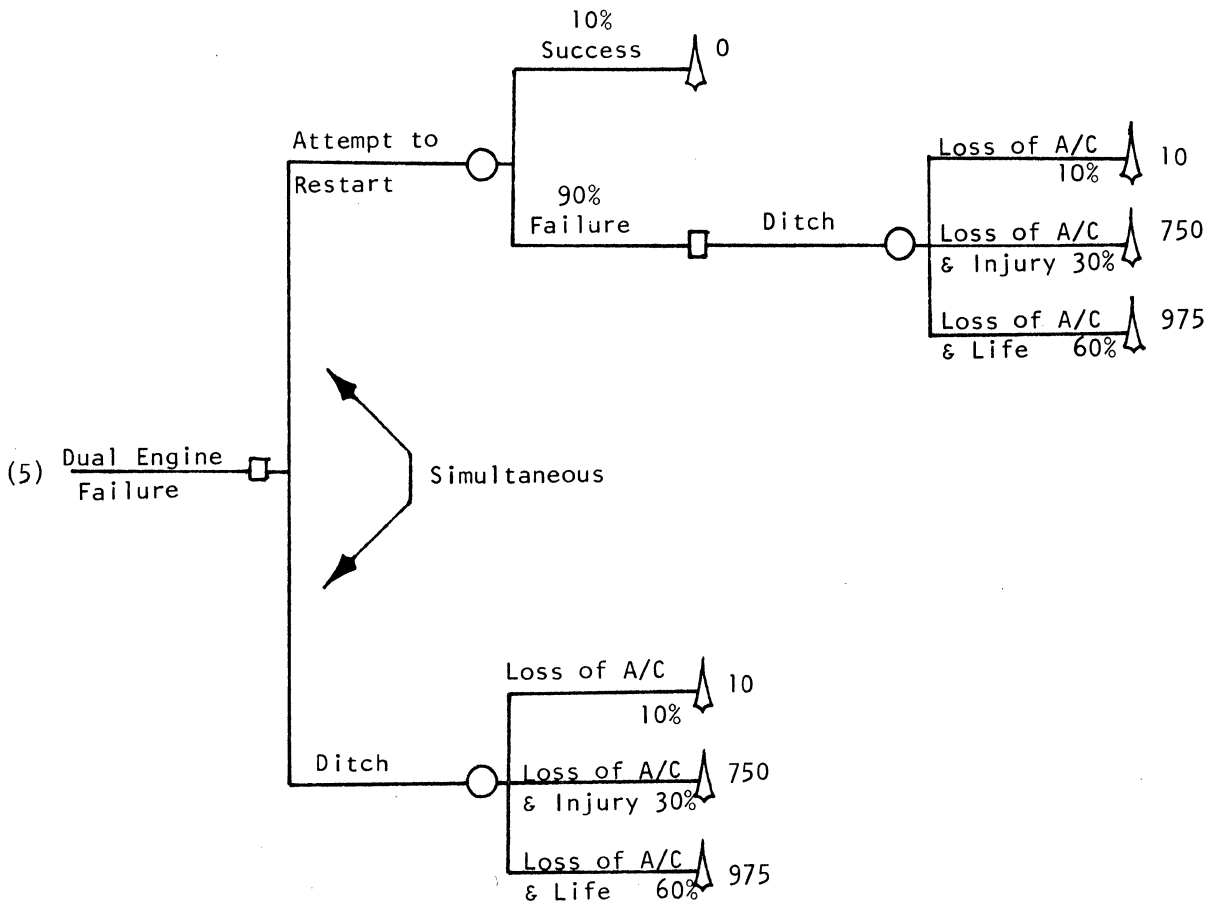 10%
Success
0
Attempt to
Restart
90%
Failure
Ditch
Loss of A/C
10%
10
Loss of A/C
& Injury 30%
750
Loss of A/C
& Life 60%
975
(5) Dual Engine
Failure
Simultaneous
Ditch
Loss of A/C
10%
10
Loss of A/C
& Injury 30%
750
Loss of A/C
& Life 60%
975